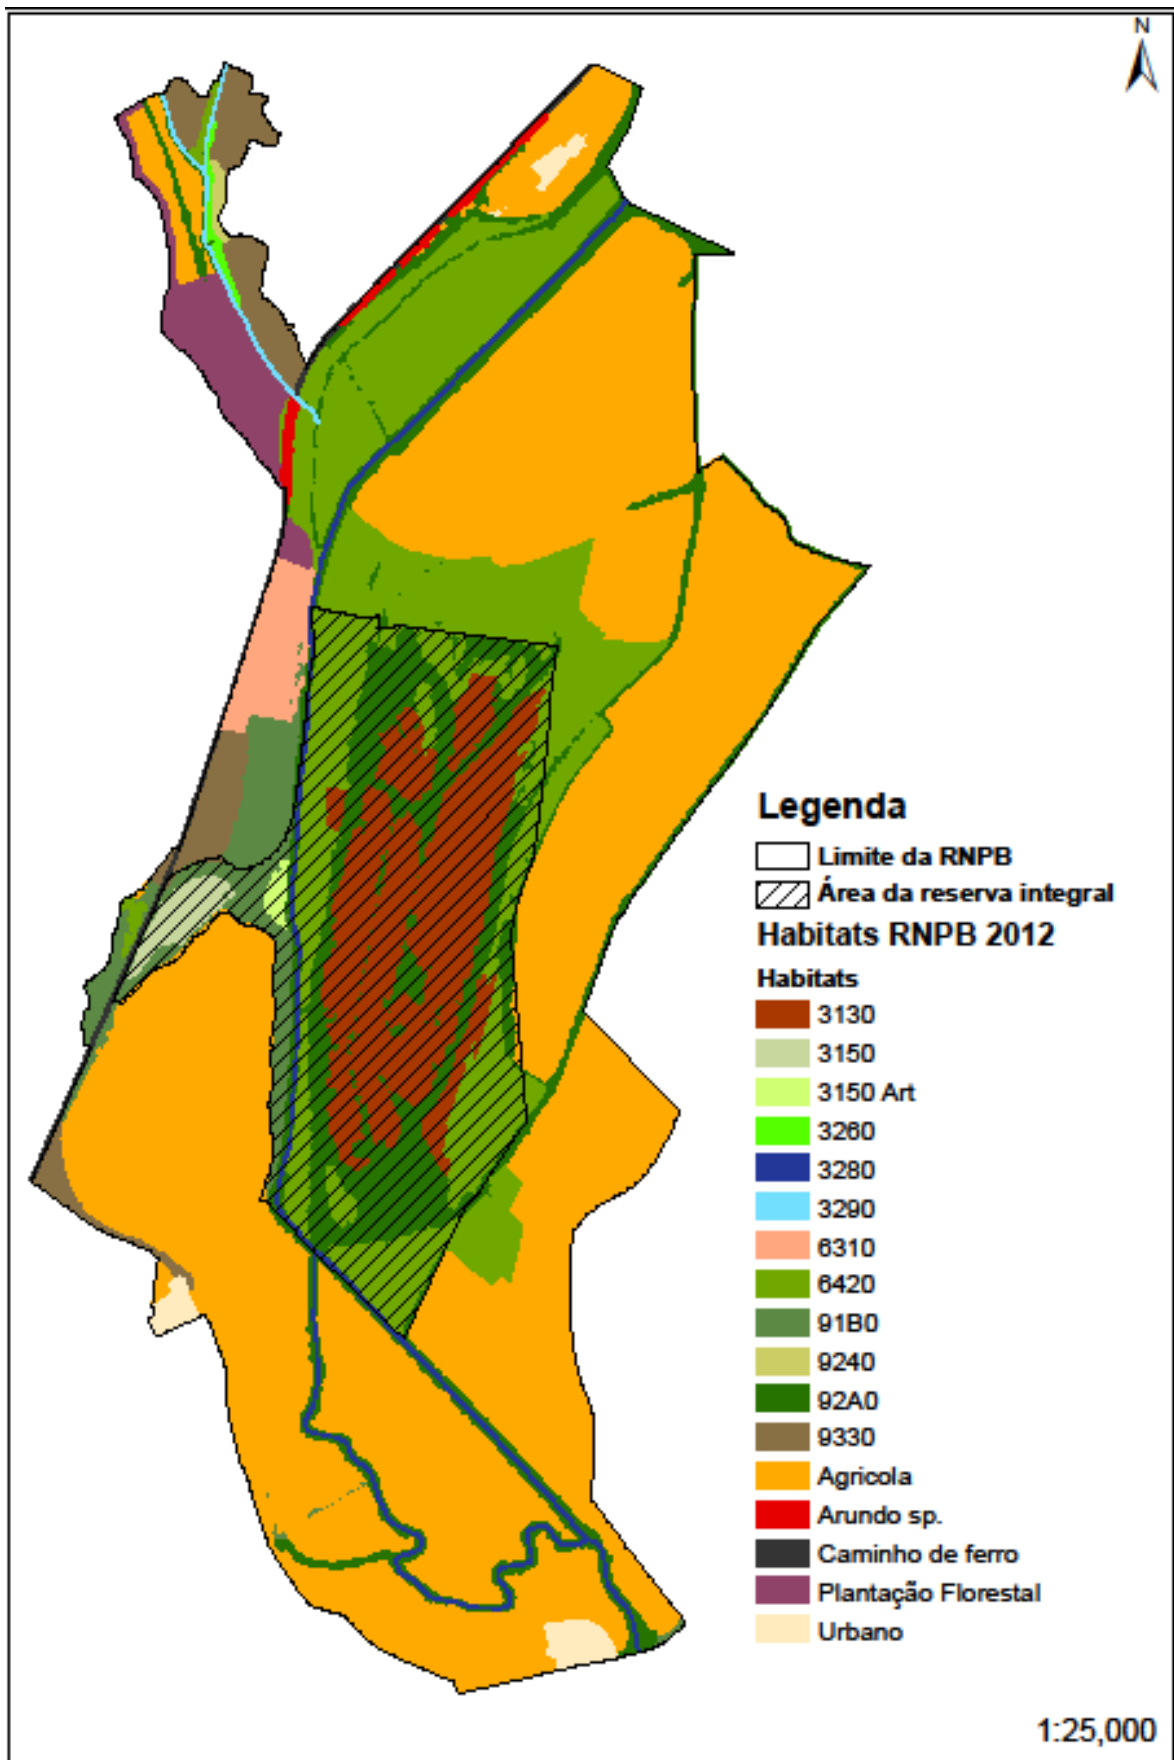 N
Legenda
Limite da RNPB
Área da reserva integral
Habitats RNPB 2012
Habitats
3130
3150
3150 Art
3260
3280
3290
6310
6420
91B0
9240
92A0
9330
Agricola
Arundo sp.
Caminho de ferro
Plantação Florestal
Urbano
1:25,000